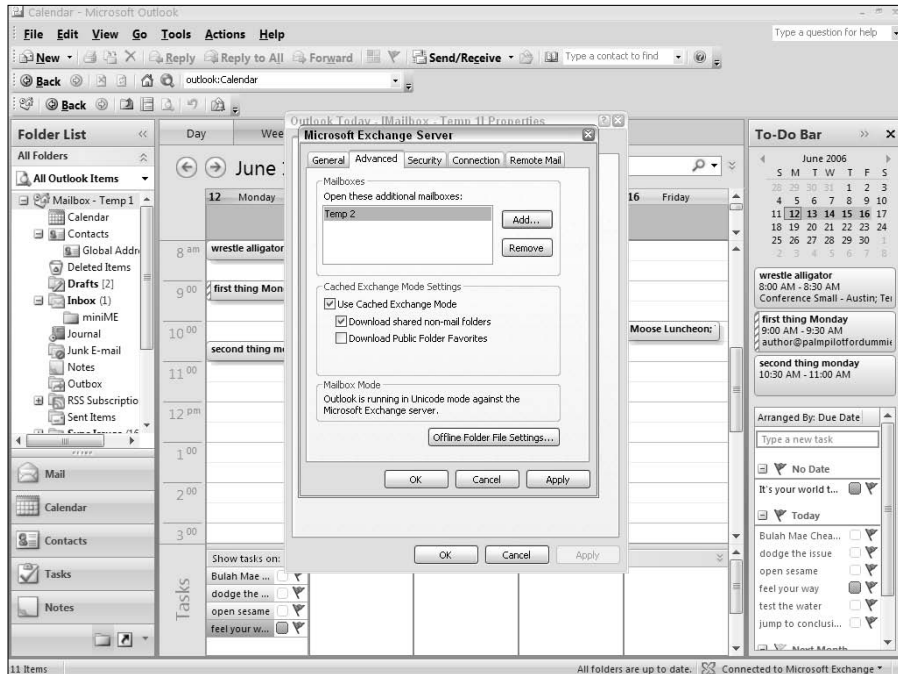 Calendar - Microsoft Outlook
File Edit View Go Tools Actions Help
Type a question for help
New Reply Reply to All Forward Send/Receive Type a contact to find
Back outlook:Calendar
Back
Folder List
All Folders
All Outlook Items
Mailbox - Temp 1
Calendar
Contacts
Global Addre
Deleted Items
Drafts [2]
Inbox (1)
miniME
Journal
Junk E-mail
Notes
Outbox
RSS Subscriptio
Sent Items
Mail
Calendar
Contacts
Tasks
Notes
Day Wee
June
12 Monday
16 Friday
8 am
9 00
10 00
11 00
12 pm
1 00
2 00
3 00
wrestle alligator
first thing Mon
second thing m
Moose Luncheon;
Tasks
Show tasks on:
Bulah Mae ...
dodge the ...
open sesame
feel your w...
Outlook Today - [Mailbox - Temp 1] Properties
Microsoft Exchange Server
General Advanced Security Connection Remote Mail
Mailboxes
Open these additional mailboxes:
Temp 2
Add...
Remove
Cached Exchange Mode Settings
Use Cached Exchange Mode
Download shared non-mail folders
Download Public Folder Favorites
Mailbox Mode
Outlook is running in Unicode mode against the
Microsoft Exchange server.
Offline Folder File Settings...
OK Cancel Apply
OK Cancel Apply
To-Do Bar
June 2006
S M T W T F S
28 29 30 31 1 2 3
4 5 6 7 8 9 10
11 12 13 14 15 16 17
18 19 20 21 22 23 24
25 26 27 28 29 30 1
2 3 4 5 6 7 8
wrestle alligator
8:00 AM - 8:30 AM
Conference Small - Austin; Ter
first thing Monday
9:00 AM - 9:30 AM
author@palmpilotfordummie
second thing monday
10:30 AM - 11:00 AM
Arranged By: Due Date
Type a new task
No Date
It's your world t...
Today
Bulah Mae Chea...
dodge the issue
open sesame
feel your way
test the water
jump to conclusi...
Next Month
11 Items
All folders are up to date. Connected to Microsoft Exchange